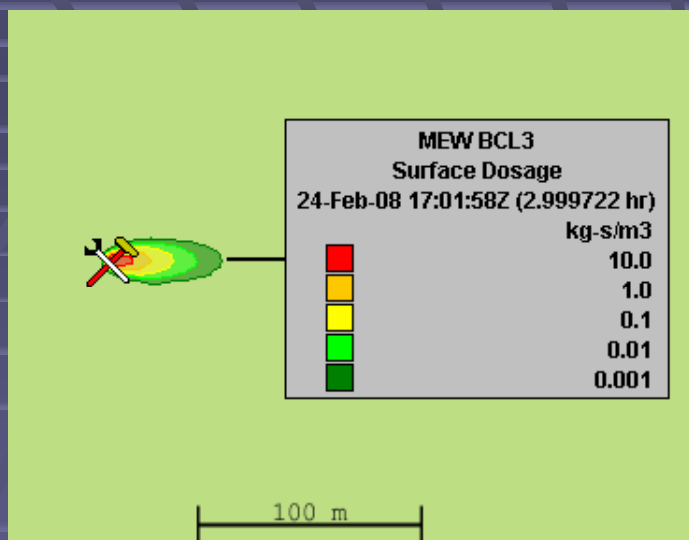 MEW BCL3
Surface Dosage
24-Feb-08 17:01:58Z (2.999722 hr)
kg-s/m3
10.0
1.0
0.1
0.01
0.001
100 m